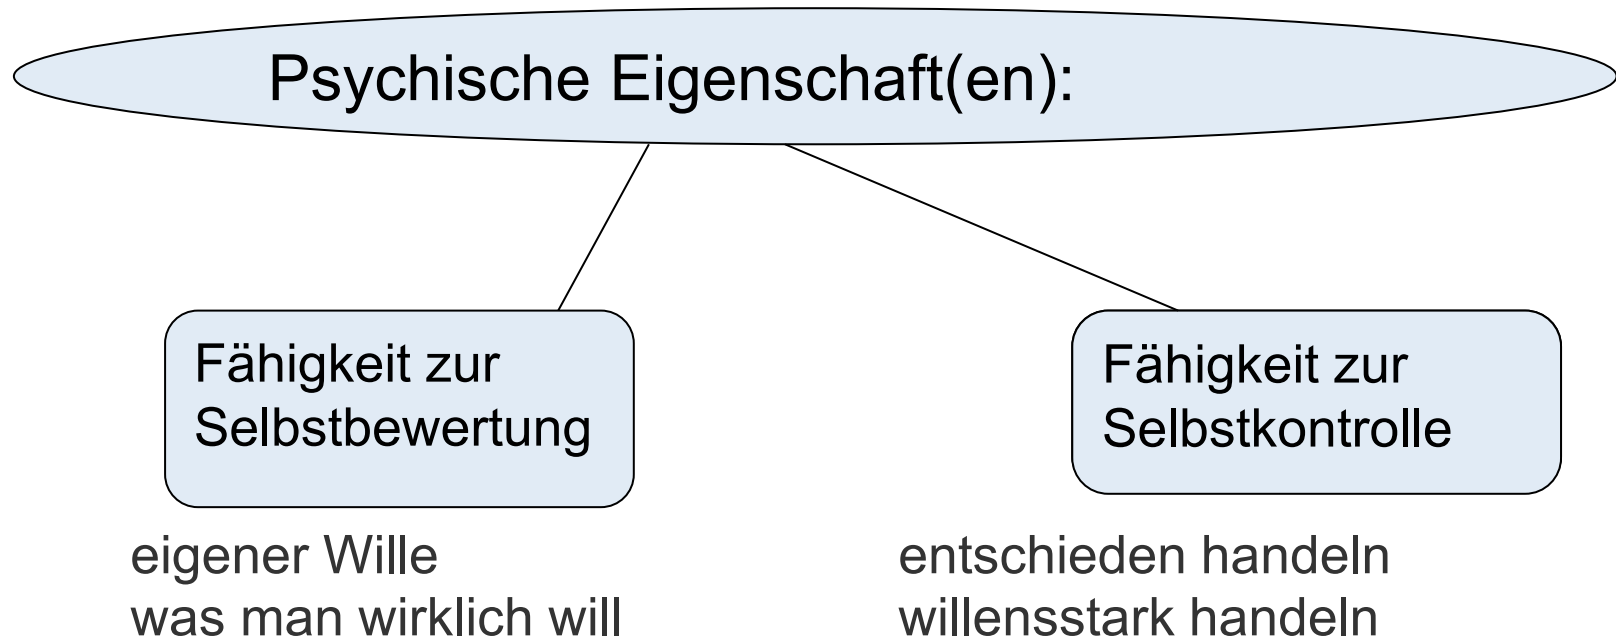 Psychische Eigenschaft(en):
Fähigkeit zur
Selbstbewertung
eigener Wille
was man wirklich will
Fähigkeit zur
Selbstkontrolle
entschieden handeln
willensstark handeln